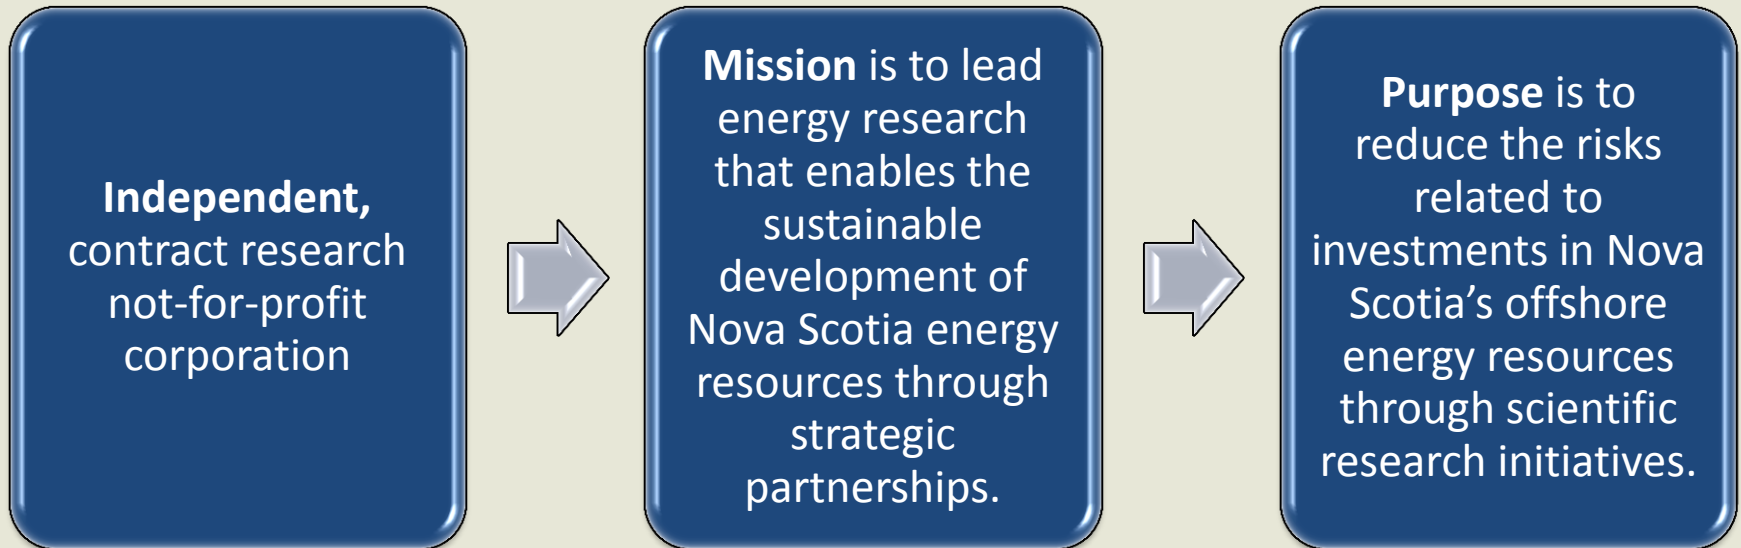 Independent,
contract research
not-for-profit
corporation
Mission is to lead
energy research
that enables the
sustainable
development of
Nova Scotia energy
resources through
strategic
partnerships.
Purpose is to
reduce the risks
related to
investments in Nova
Scotia’s offshore
energy resources
through scientific
research initiatives.